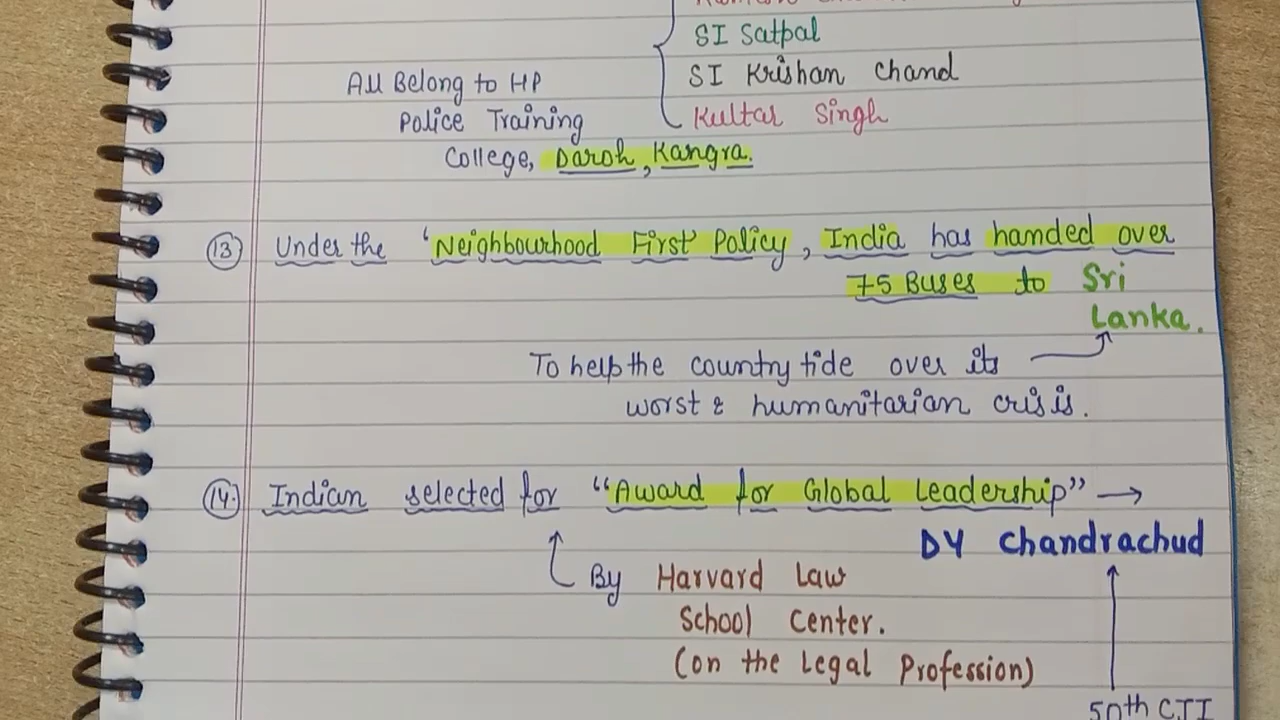 SI Satpal
SI Krishan Chand
Kultar Singh
All Belong to HP
Police Training
College, Daroh, Kangra.
(13) Under the 'Neighbourhood First' Policy, India has handed over
75 Buses to Sri
Lanka.
To help the country tide over its
worst & humanitarian crisis.
(14.) Indian selected for "Award for Global Leadership" →
DY Chandrachud
By Harvard Law
School Center.
(on the Legal Profession)
50th CJI